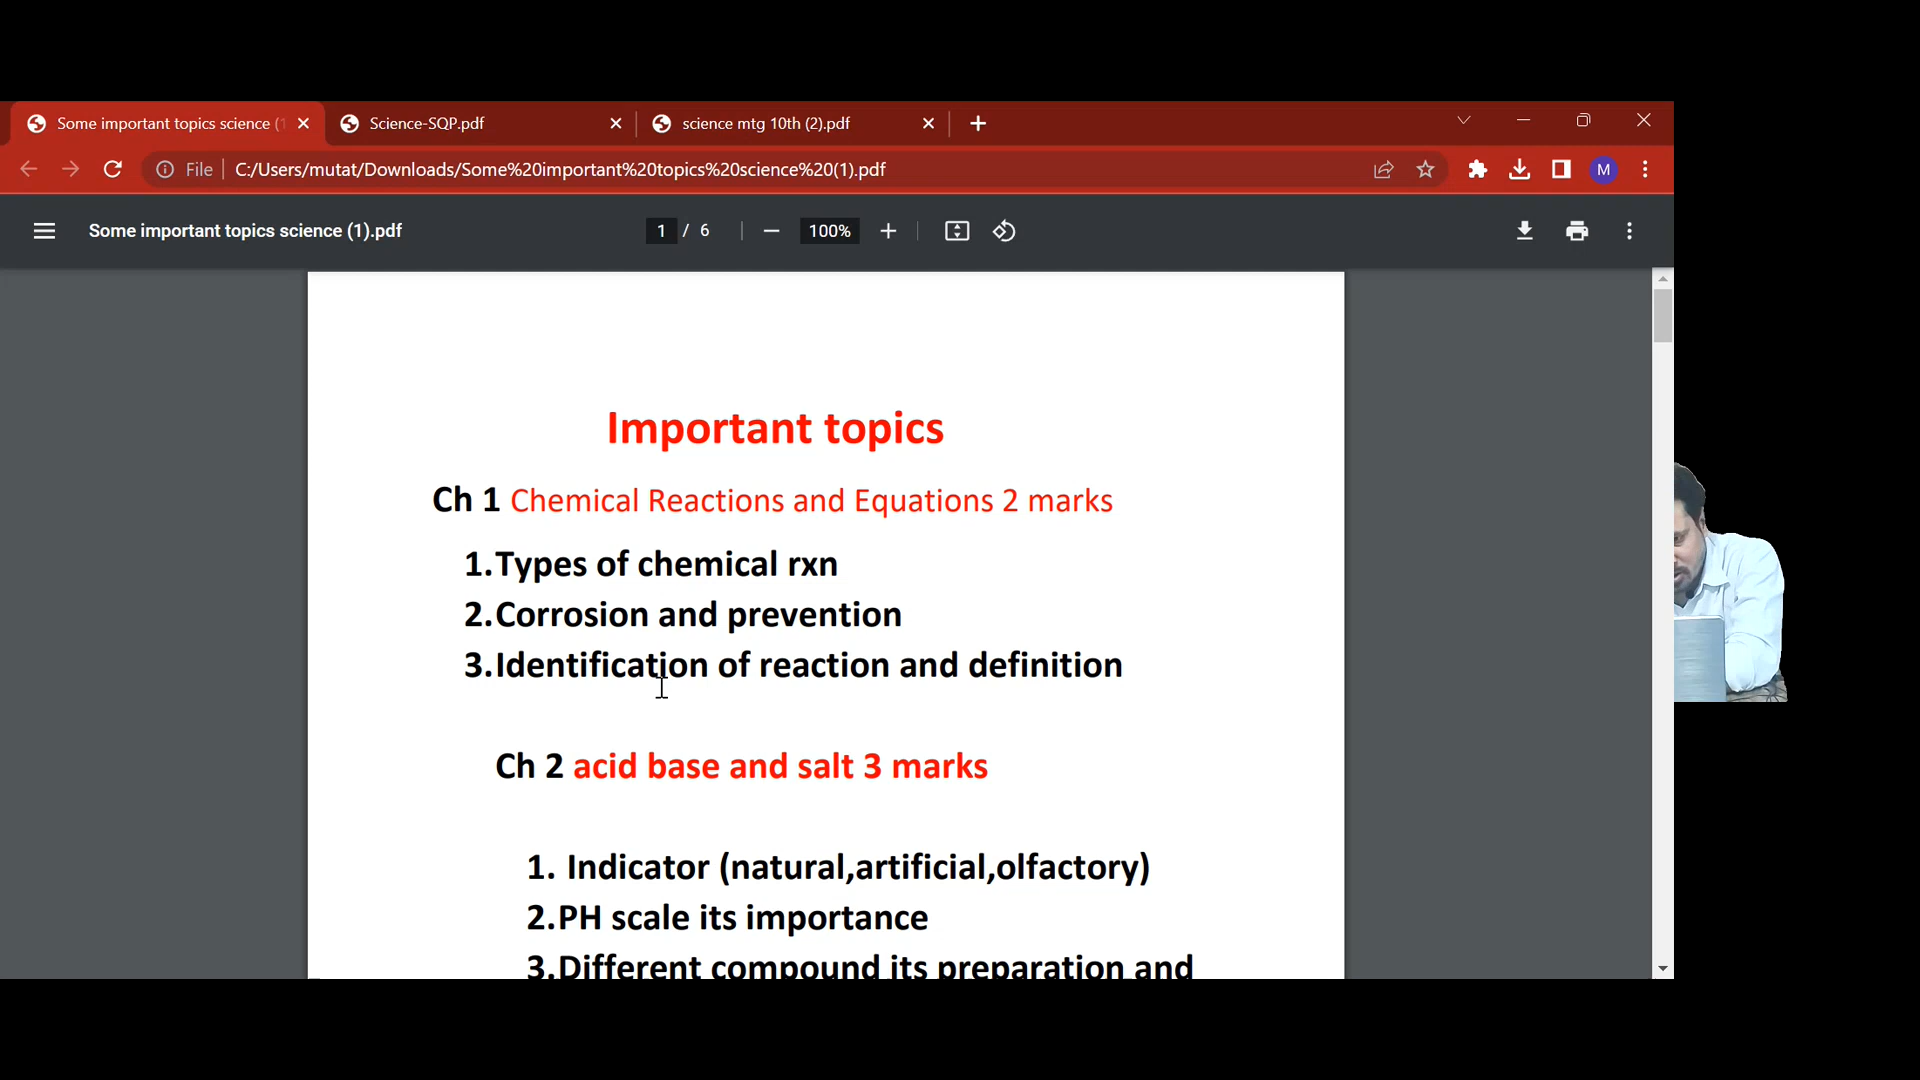 Some important topics science (1
Science-SQP.pdf
science mtg 10th (2).pdf
File
C:/Users/mutat/Downloads/Some%20important%20topics%20science%20(1).pdf
M
Some important topics science (1).pdf
1 / 6
100%
Important topics
Ch 1 Chemical Reactions and Equations 2 marks
1.Types of chemical rxn
2.Corrosion and prevention
3.Identification of reaction and definition
Ch 2 acid base and salt 3 marks
1. Indicator (natural,artificial,olfactory)
2.PH scale its importance
3.Different compound its preparation and